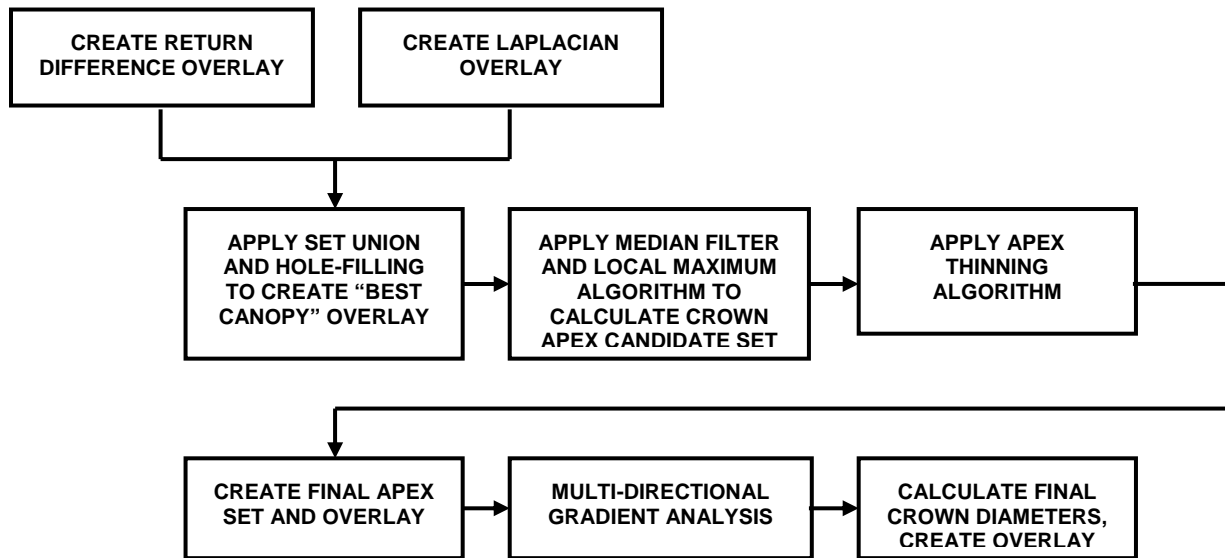 CREATE RETURN
DIFFERENCE OVERLAY
CREATE LAPLACIAN
OVERLAY
APPLY SET UNION
AND HOLE-FILLING
TO CREATE “BEST
CANOPY” OVERLAY
APPLY MEDIAN FILTER
AND LOCAL MAXIMUM
ALGORITHM TO
CALCULATE CROWN
APEX CANDIDATE SET
APPLY APEX
THINNING
ALGORITHM
CREATE FINAL APEX
SET AND OVERLAY
MULTI-DIRECTIONAL
GRADIENT ANALYSIS
CALCULATE FINAL
CROWN DIAMETERS,
CREATE OVERLAY